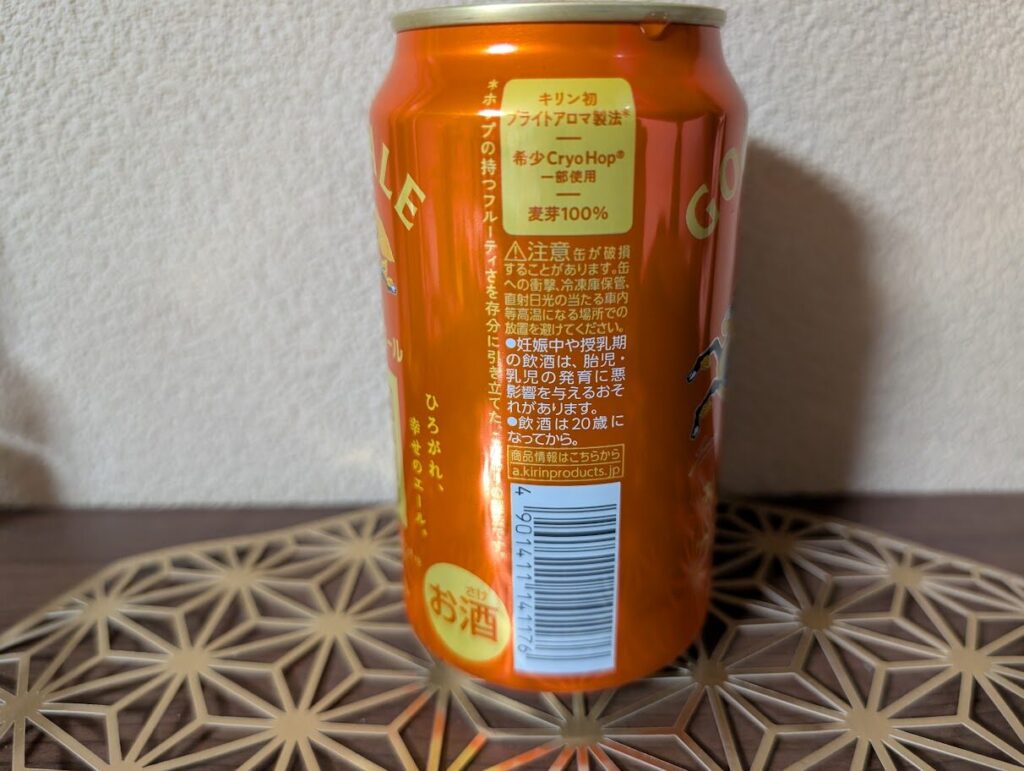 キリン初
ブライトアロマ製法*
希少Cryo Hop®
一部使用
麦芽100%
⚠注意 缶が破損
することがあります。缶
への衝撃、冷凍庫保管、
直射日光の当たる車内
等高温になる場所での
放置を避けてください。
●妊娠中や授乳期
の飲酒は、胎児・
乳児の発育に悪
影響を与えるおそ
れがあります。
●飲酒は20歳に
なってから。
商品情報はこちらから
a.kirinproducts.jp
4 901411 141176
*ホップの持つフルーティさを存分に引き立てた
ALE
ール
ひろがれ、
幸せのエール。
さけ
お酒
GO